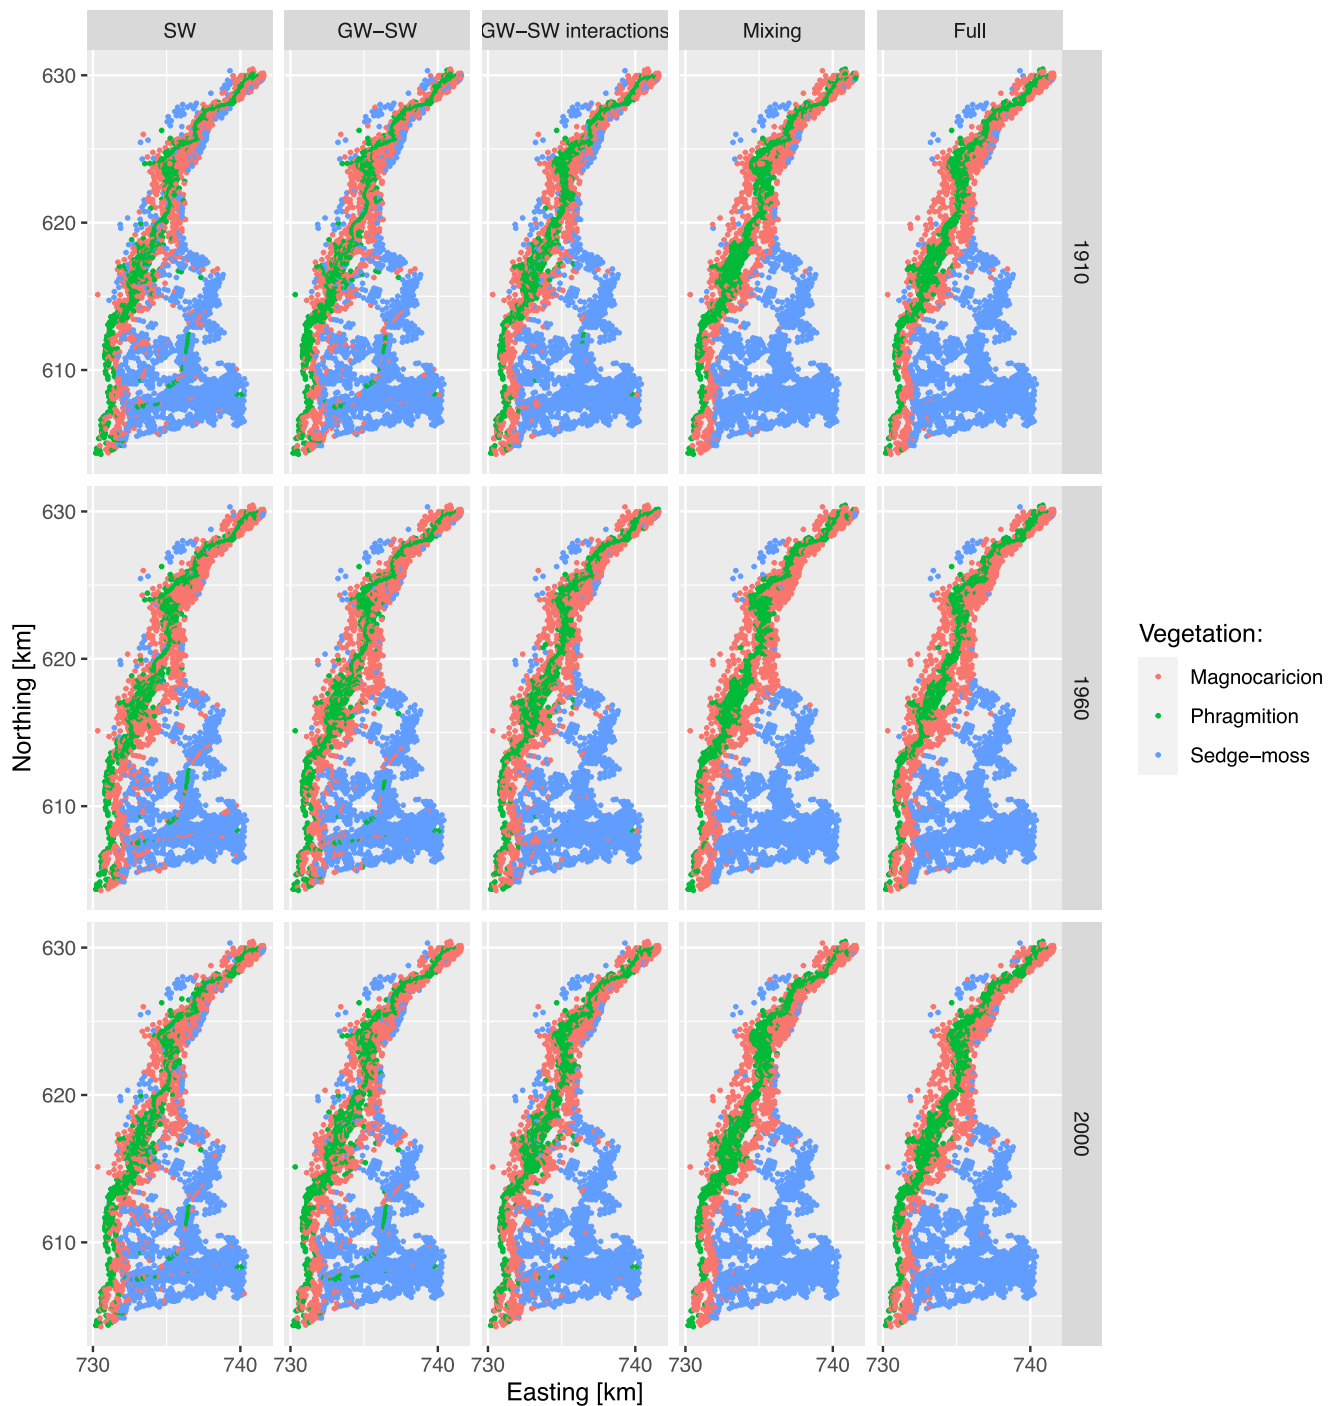 SW GW−SW GW−SW interactions Mixing Full
630
620
610
1910
630
620
610
1960
630
620
610
2000
730 740 730 740 730 740 730 740 730 740
Easting [km]
Northing [km]
Vegetation:
Magnocaricion
Phragmition
Sedge−moss